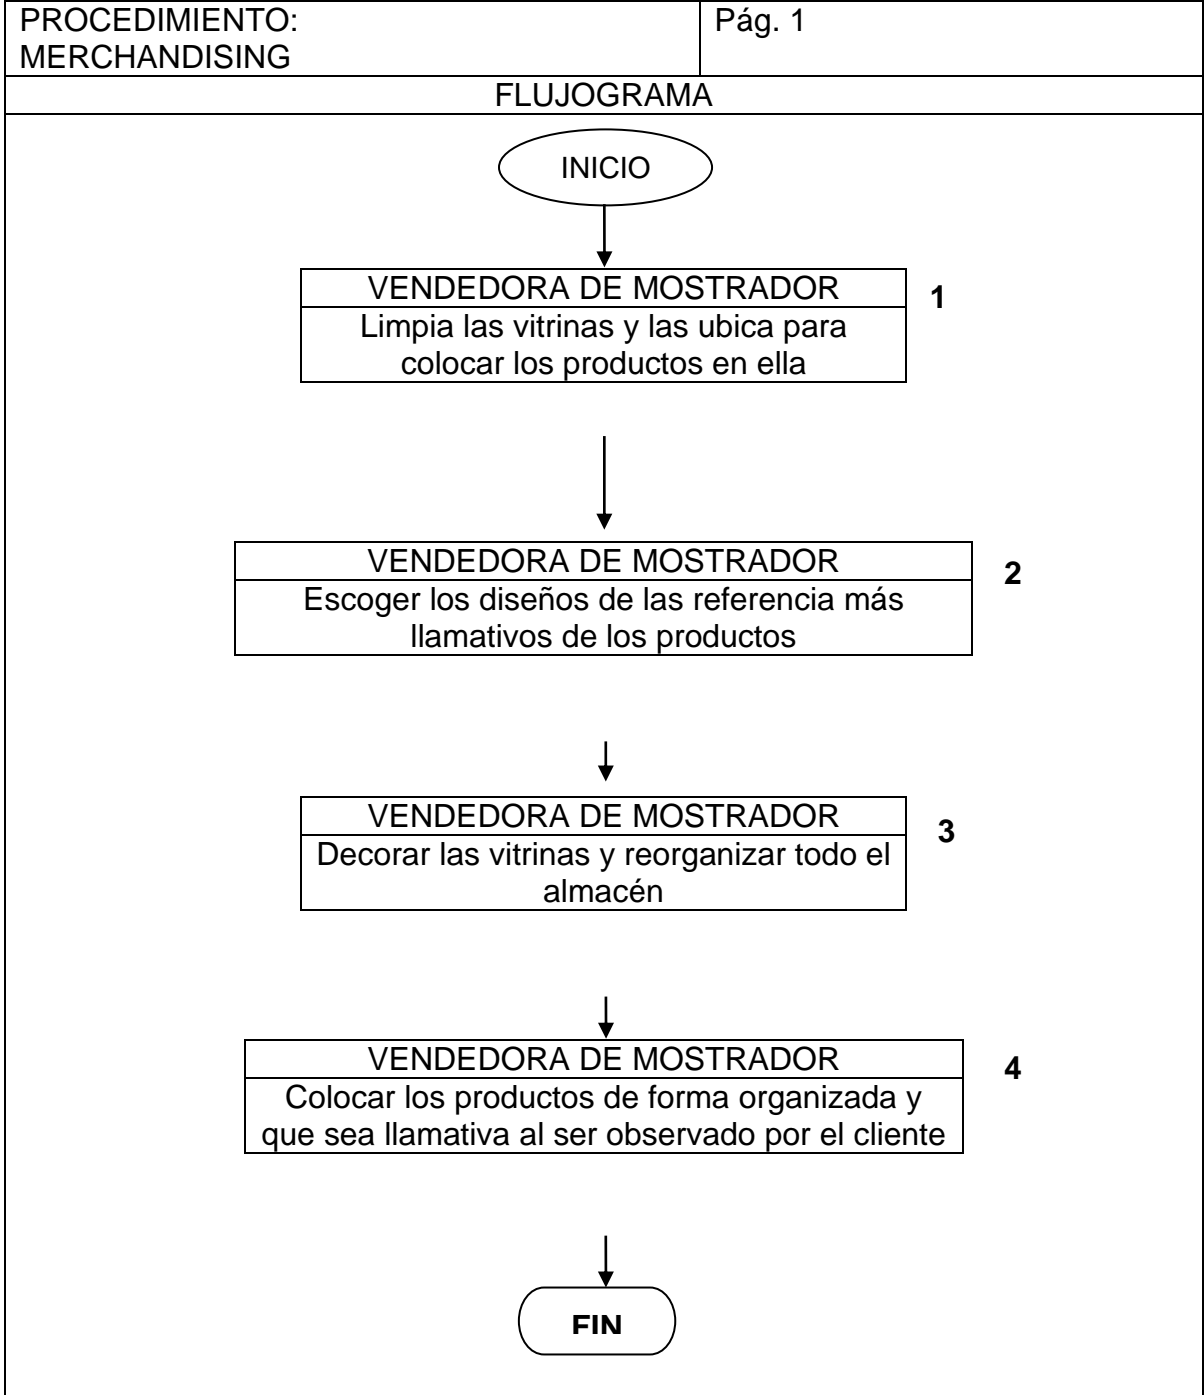 PROCEDIMIENTO:
MERCHANDISING
Pág. 1
FLUJOGRAMA
INICIO
VENDEDORA DE MOSTRADOR
1
Limpia las vitrinas y las ubica para
colocar los productos en ella
VENDEDORA DE MOSTRADOR
2
Escoger los diseños de las referencia más
llamativos de los productos
VENDEDORA DE MOSTRADOR
3
Decorar las vitrinas y reorganizar todo el
almacén
VENDEDORA DE MOSTRADOR
4
Colocar los productos de forma organizada y
que sea llamativa al ser observado por el cliente
FIN